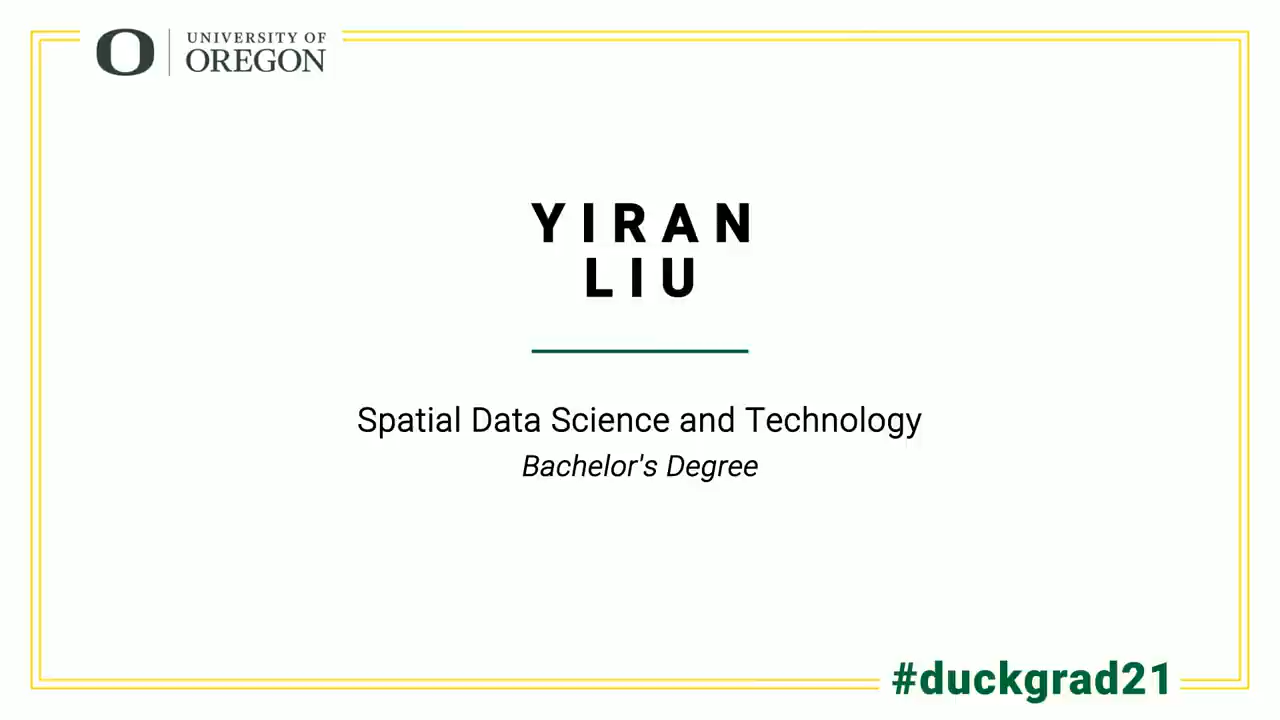 UNIVERSITY OF
OREGON
YIRAN
LIU
Spatial Data Science and Technology
Bachelor's Degree
#duckgrad21